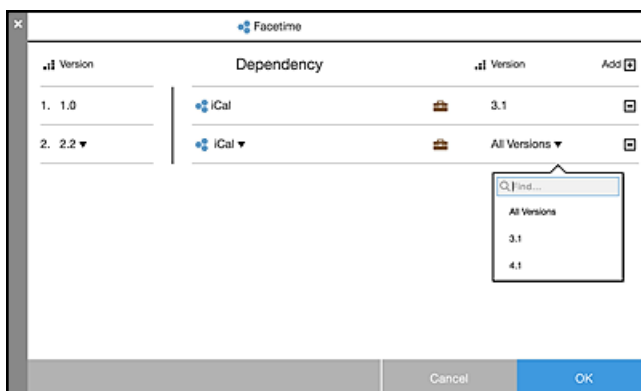 Facetime
Version Dependency Version Add
1. 1.0 iCal 3.1
2. 2.2 iCal All Versions
Find...
All Versions
3.1
4.1
Cancel OK